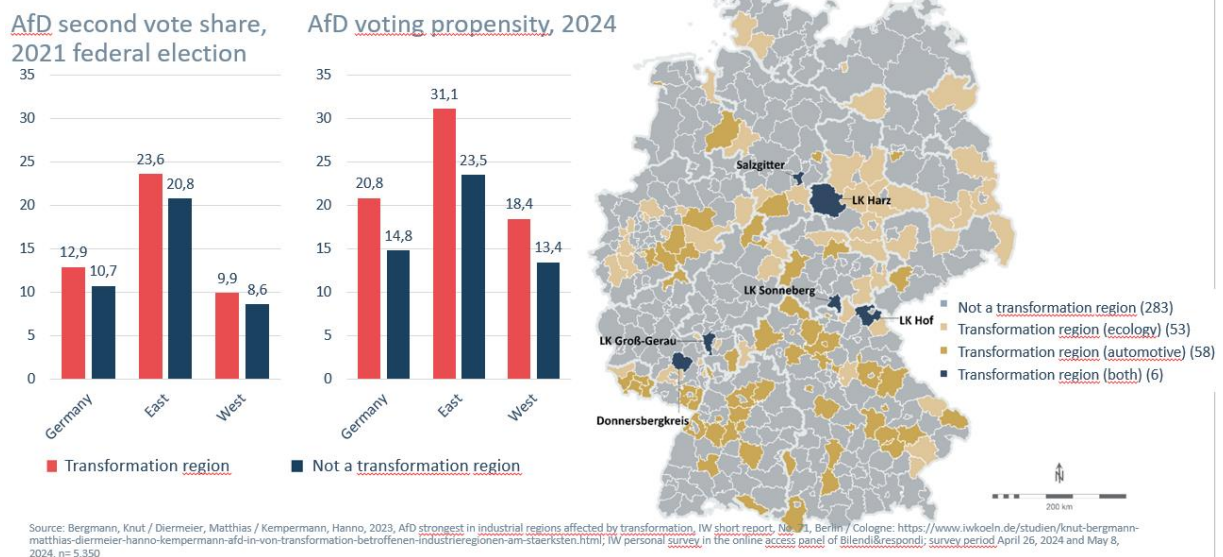 AfD second vote share,
2021 federal election
35
30
25
20
15
10
5
0
12,9
10,7
23,6
20,8
9,9
8,6
Germany
East
West
AfD voting propensity, 2024
35
30
25
20
15
10
5
0
20,8
14,8
31,1
23,5
18,4
13,4
Germany
East
West
Transformation region
Not a transformation region
Salzgitter
LK Harz
LK Sonneberg
LK Hof
LK Groß-Gerau
Donnersbergkreis
Not a transformation region (283)
Transformation region (ecology) (53)
Transformation region (automotive) (58)
Transformation region (both) (6)
N
200 km
Source: Bergmann, Knut / Diermeier, Matthias / Kempermann, Hanno, 2023, AfD strongest in industrial regions affected by transformation, IW short report, No. 71, Berlin / Cologne: https://www.iwkoeln.de/studien/knut-bergmann-
matthias-diermeier-hanno-kempermann-afd-in-von-transformation-betroffenen-industrieregionen-am-staerksten.html; IW personal survey in the online access panel of Bilendi&respondi; survey period April 26, 2024 and May 8,
2024, n= 5.350